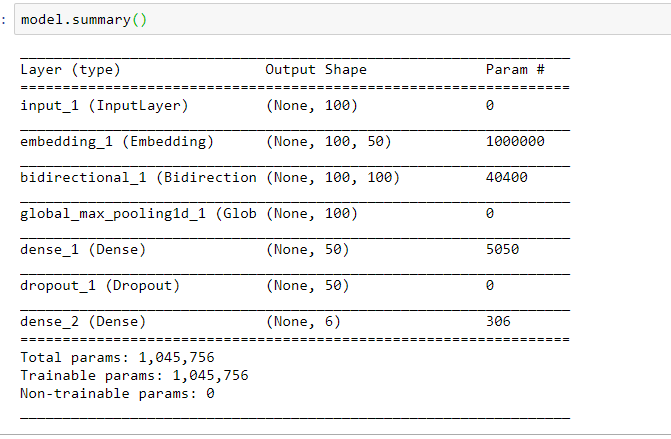 : model.summary()
Layer (type) Output Shape Param #
=================================================================
input_1 (InputLayer) (None, 100) 0
_________________________________________________________________
embedding_1 (Embedding) (None, 100, 50) 1000000
_________________________________________________________________
bidirectional_1 (Bidirection (None, 100, 100) 40400
_________________________________________________________________
global_max_pooling1d_1 (Glob (None, 100) 0
_________________________________________________________________
dense_1 (Dense) (None, 50) 5050
_________________________________________________________________
dropout_1 (Dropout) (None, 50) 0
_________________________________________________________________
dense_2 (Dense) (None, 6) 306
=================================================================
Total params: 1,045,756
Trainable params: 1,045,756
Non-trainable params: 0
_________________________________________________________________